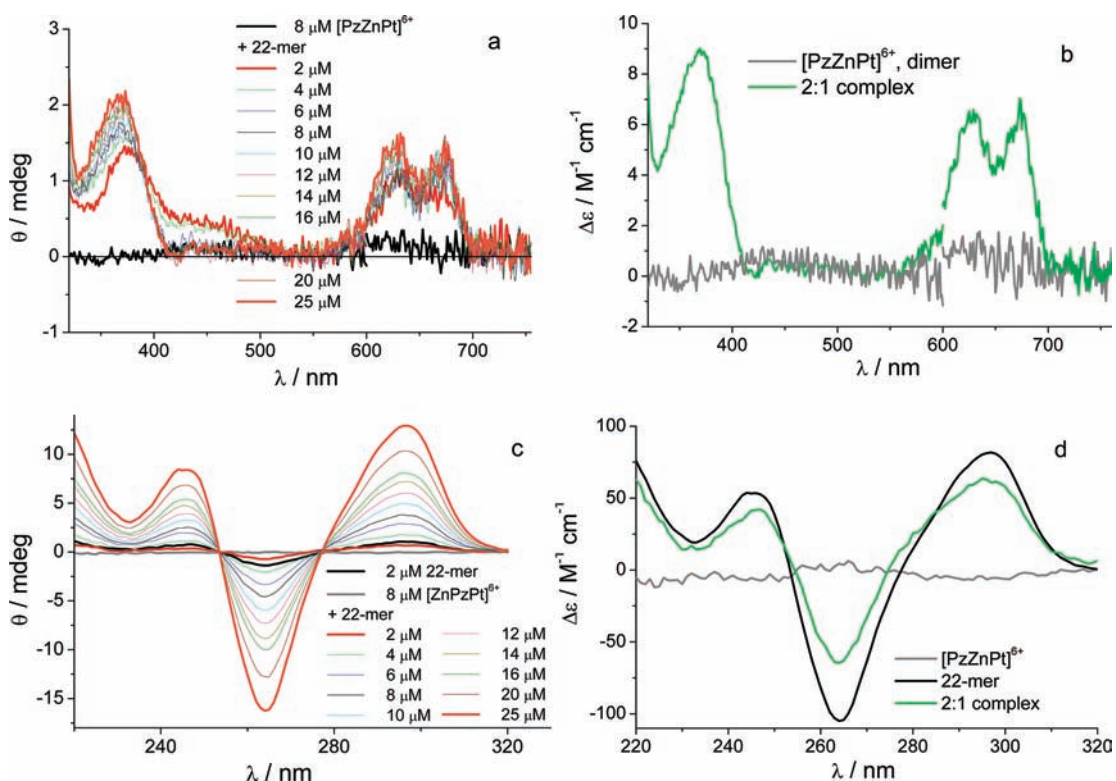 a
8 μM [PzZnPt]⁶⁺
+ 22-mer
2 μM
4 μM
6 μM
8 μM
10 μM
12 μM
14 μM
16 μM
20 μM
25 μM
3
2
1
0
-1
θ / mdeg
400 500 600 700
λ / nm
b
[PzZnPt]⁶⁺, dimer
2:1 complex
10
8
6
4
2
0
-2
Δε / M⁻¹ cm⁻¹
400 500 600 700
λ / nm
c
10
5
0
-5
-10
-15
θ / mdeg
2 μM 22-mer
8 μM [ZnPzPt]⁶⁺
+ 22-mer
2 μM 12 μM
4 μM 14 μM
6 μM 16 μM
8 μM 20 μM
10 μM 25 μM
240 280 320
λ / nm
d
100
50
0
-50
-100
Δε / M⁻¹ cm⁻¹
[PzZnPt]⁶⁺
22-mer
2:1 complex
220 240 260 280 300 320
λ / nm